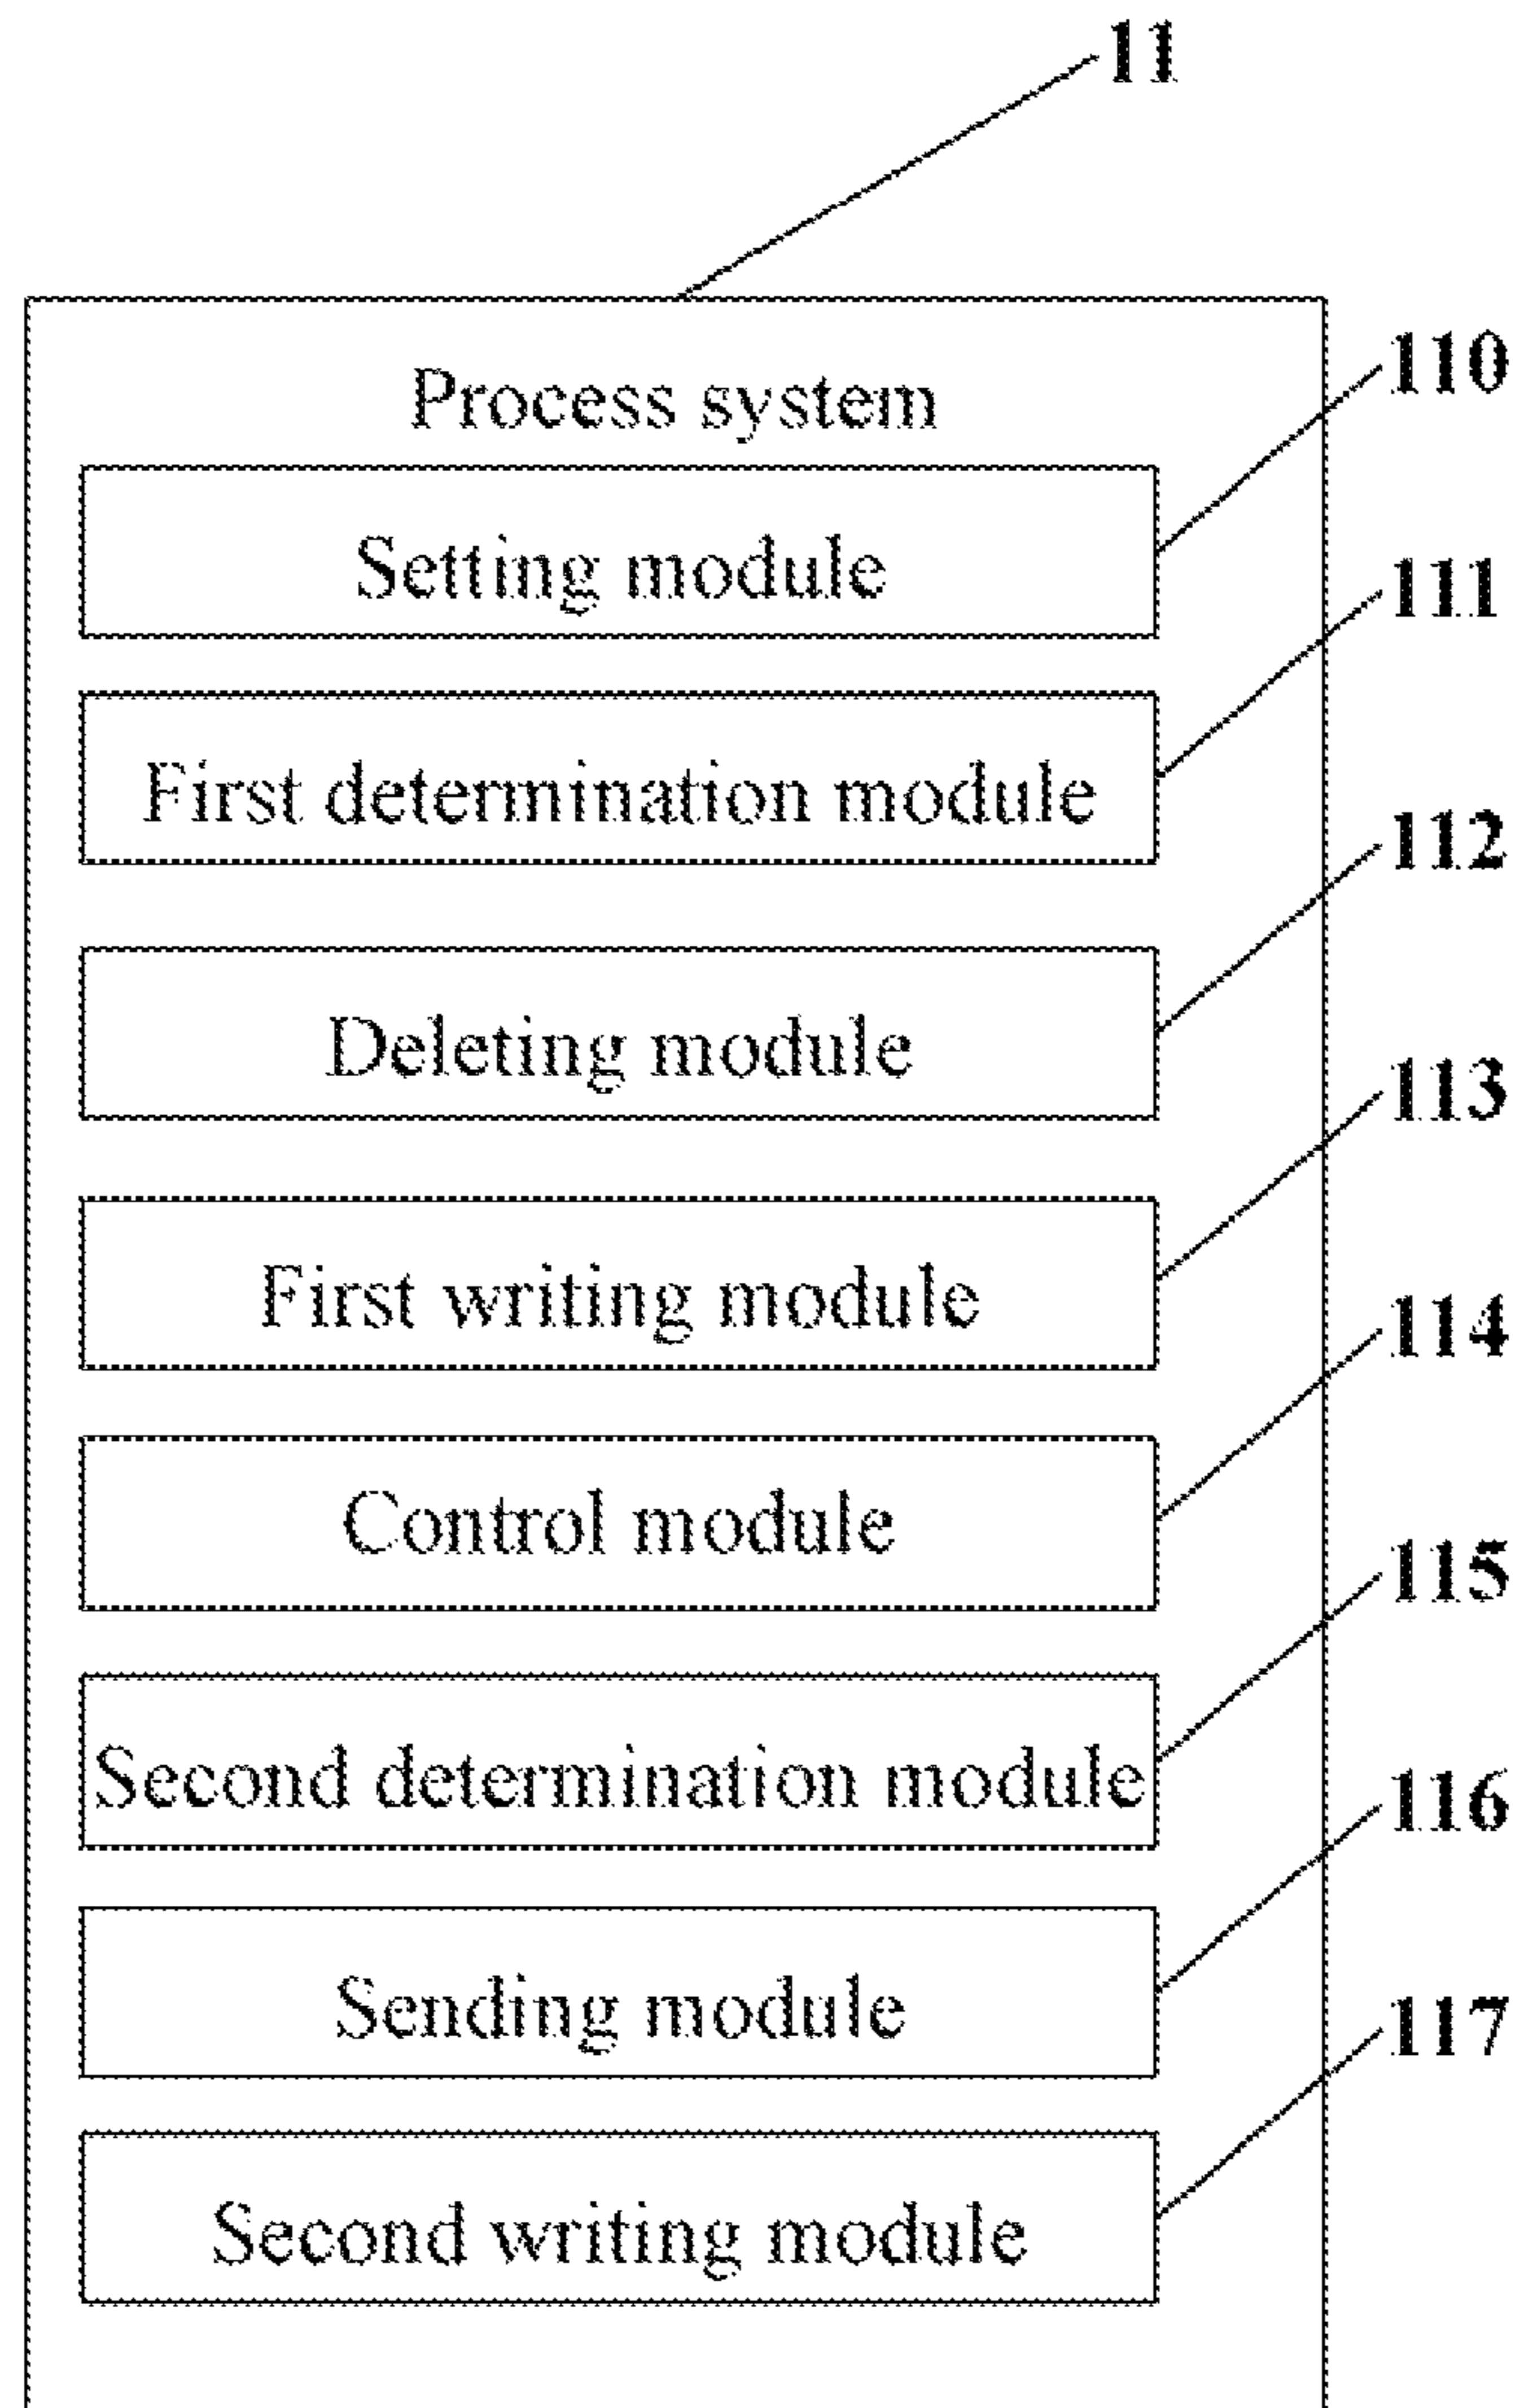 11
Process system
110
Setting module
111
First determination module
112
Deleting module
113
First writing module
114
Control module
115
Second determination module
116
Sending module
117
Second writing module